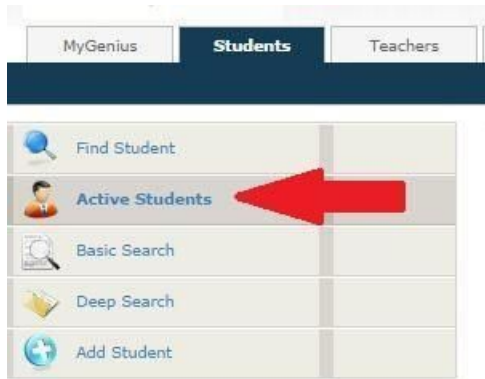 MyGenius Students Teachers
Find Student
Active Students
Basic Search
Deep Search
Add Student